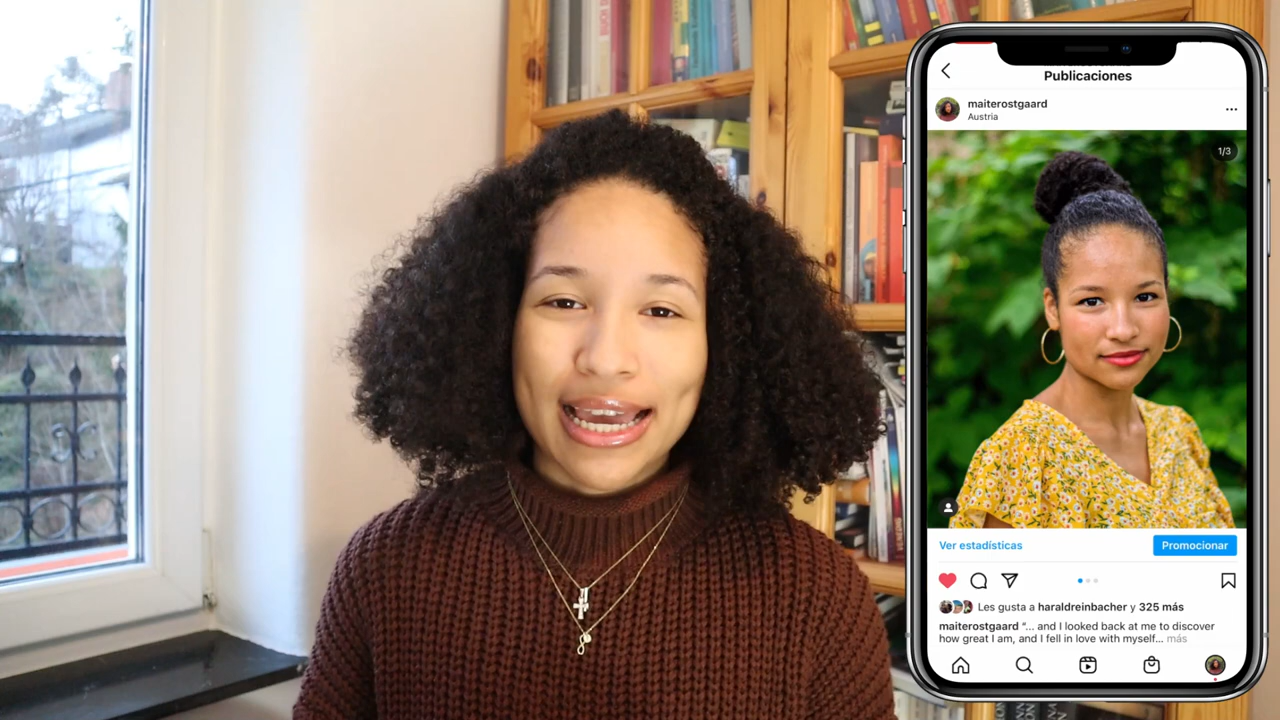 Publicaciones
maiterostgaard
Austria
1/3
Ver estadísticas
Promocionar
Les gusta a haraldreinbacher y 325 más
maiterostgaard “... and I looked back at me to discover
how great I am, and I fell in love with myself... más